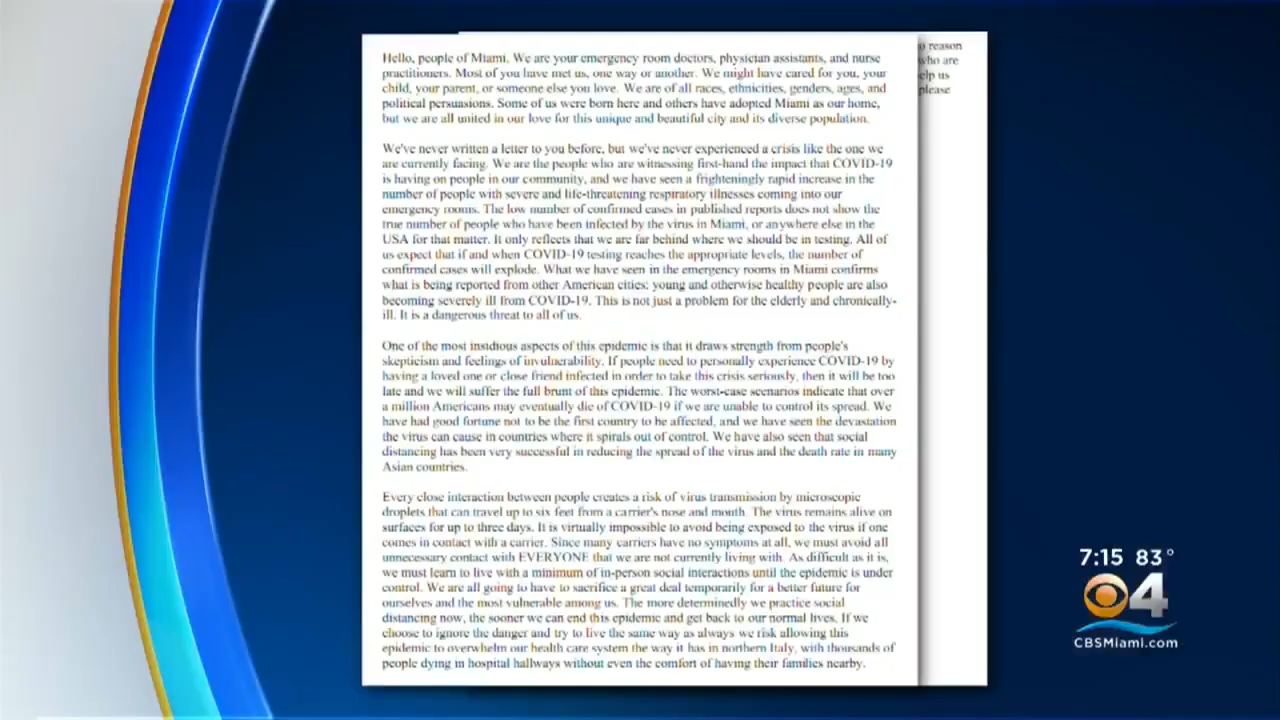 Hello, people of Miami. We are your emergency room doctors, physician assistants, and nurse
practitioners. Most of you have met us, one way or another. We might have cared for you, your
child, your parent, or someone else you love. We are of all races, ethnicities, genders, ages, and
political persuasions. Some of us were born here and others have adopted Miami as our home,
but we are all united in our love for this unique and beautiful city and its diverse population.
We've never written a letter to you before, but we've never experienced a crisis like the one we
are currently facing. We are the people who are witnessing first-hand the impact that COVID-19
is having on people in our community, and we have seen a frighteningly rapid increase in the
number of people with severe and life-threatening respiratory illnesses coming into our
emergency rooms. The low number of confirmed cases in published reports does not show the
true number of people who have been infected by the virus in Miami, or anywhere else in the
USA for that matter. It only reflects that we are far behind where we should be in testing. All of
us expect that if and when COVID-19 testing reaches the appropriate levels, the number of
confirmed cases will explode. What we have seen in the emergency rooms in Miami confirms
what is being reported from other American cities: young and otherwise healthy people are also
becoming severely ill from COVID-19. This is not just a problem for the elderly and chronically-
ill. It is a dangerous threat to all of us.
One of the most insidious aspects of this epidemic is that it draws strength from people's
skepticism and feelings of invulnerability. If people need to personally experience COVID-19 by
having a loved one or close friend infected in order to take this crisis seriously, then it will be too
late and we will suffer the full brunt of this epidemic. The worst-case scenarios indicate that over
a million Americans may eventually die of COVID-19 if we are unable to control its spread. We
have had good fortune not to be the first country to be affected, and we have seen the devastation
the virus can cause in countries where it spirals out of control. We have also seen that social
distancing has been very successful in reducing the spread of the virus and the death rate in many
Asian countries.
Every close interaction between people creates a risk of virus transmission by microscopic
droplets that can travel up to six feet from a carrier's nose and mouth. The virus remains alive on
surfaces for up to three days. It is virtually impossible to avoid being exposed to the virus if one
comes in contact with a carrier. Since many carriers have no symptoms at all, we must avoid all
unnecessary contact with EVERYONE that we are not currently living with. As difficult as it is,
we must learn to live with a minimum of in-person social interactions until the epidemic is under
control. We are all going to have to sacrifice a great deal temporarily for a better future for
ourselves and the most vulnerable among us. The more determinedly we practice social
distancing now, the sooner we can end this epidemic and get back to our normal lives. If we
choose to ignore the danger and try to live the same way as always we risk allowing this
epidemic to overwhelm our health care system the way it has in northern Italy, with thousands of
people dying in hospital hallways without even the comfort of having their families nearby.
reason
who are
us
please
7:15 83°
4
CBSMiami.com